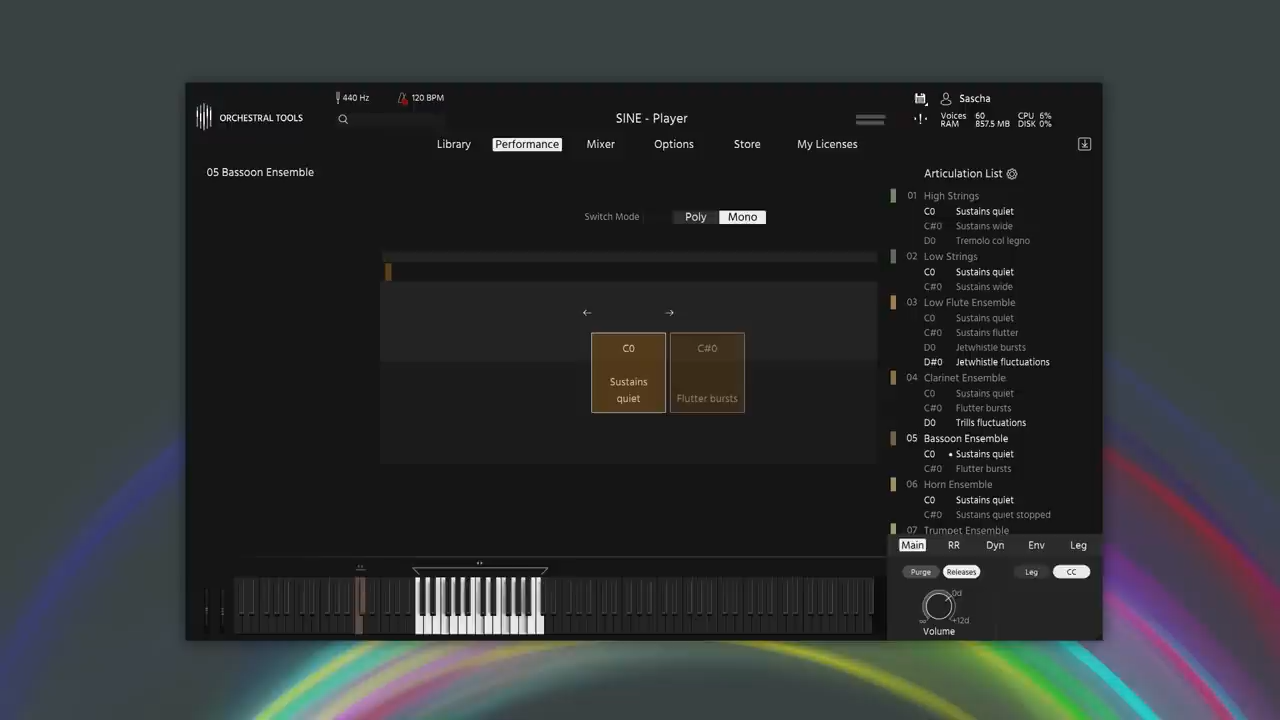 440 Hz
120 BPM
Sascha
ORCHESTRAL TOOLS
SINE - Player
Voices 60 CPU 6%
RAM 857.5 MB DISK 0%
Library
Performance
Mixer
Options
Store
My Licenses
05 Bassoon Ensemble
Switch Mode
Poly
Mono
C0
Sustains
quiet
C#0
Flutter bursts
Articulation List
01 High Strings
C0 Sustains quiet
C#0 Sustains wide
D0 Tremolo col legno
02 Low Strings
C0 Sustains quiet
C#0 Sustains wide
03 Low Flute Ensemble
C0 Sustains quiet
C#0 Sustains flutter
D0 Jetwhistle bursts
D#0 Jetwhistle fluctuations
04 Clarinet Ensemble
C0 Sustains quiet
C#0 Flutter bursts
D0 Trills fluctuations
05 Bassoon Ensemble
C0 • Sustains quiet
C#0 Flutter bursts
06 Horn Ensemble
C0 Sustains quiet
C#0 Sustains quiet stopped
07 Trumpet Ensemble
Main
RR
Dyn
Env
Leg
Purge
Releases
Leg
CC
0d
∞ +12d
Volume